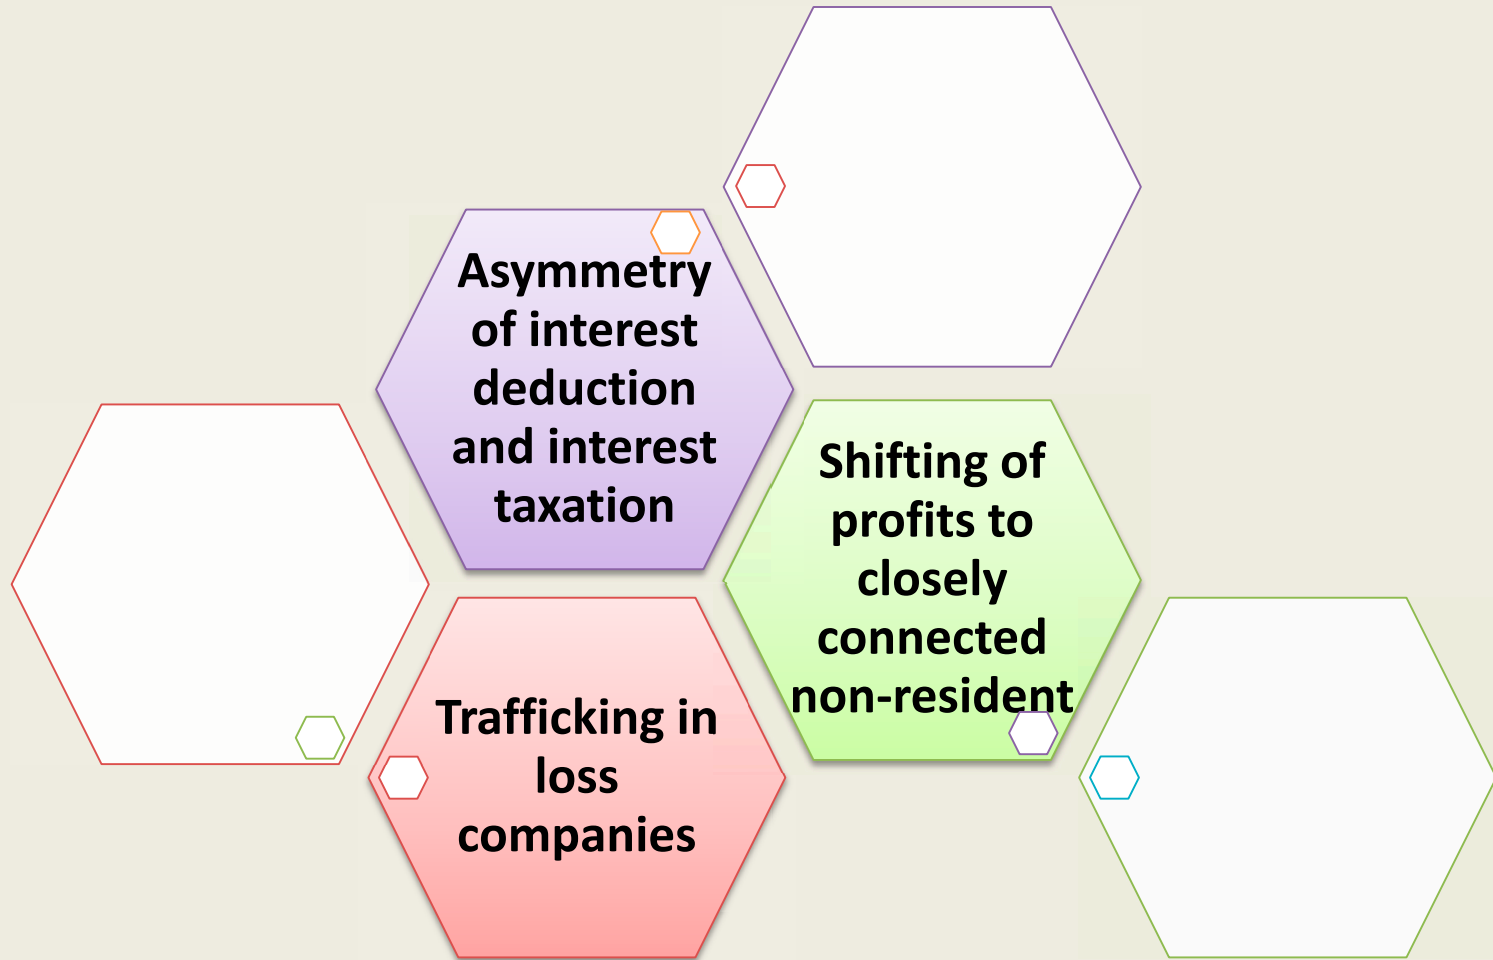 Asymmetry
of interest
deduction
and interest
taxation
Shifting of
profits to
closely
connected
non-resident
Trafficking in
loss
companies